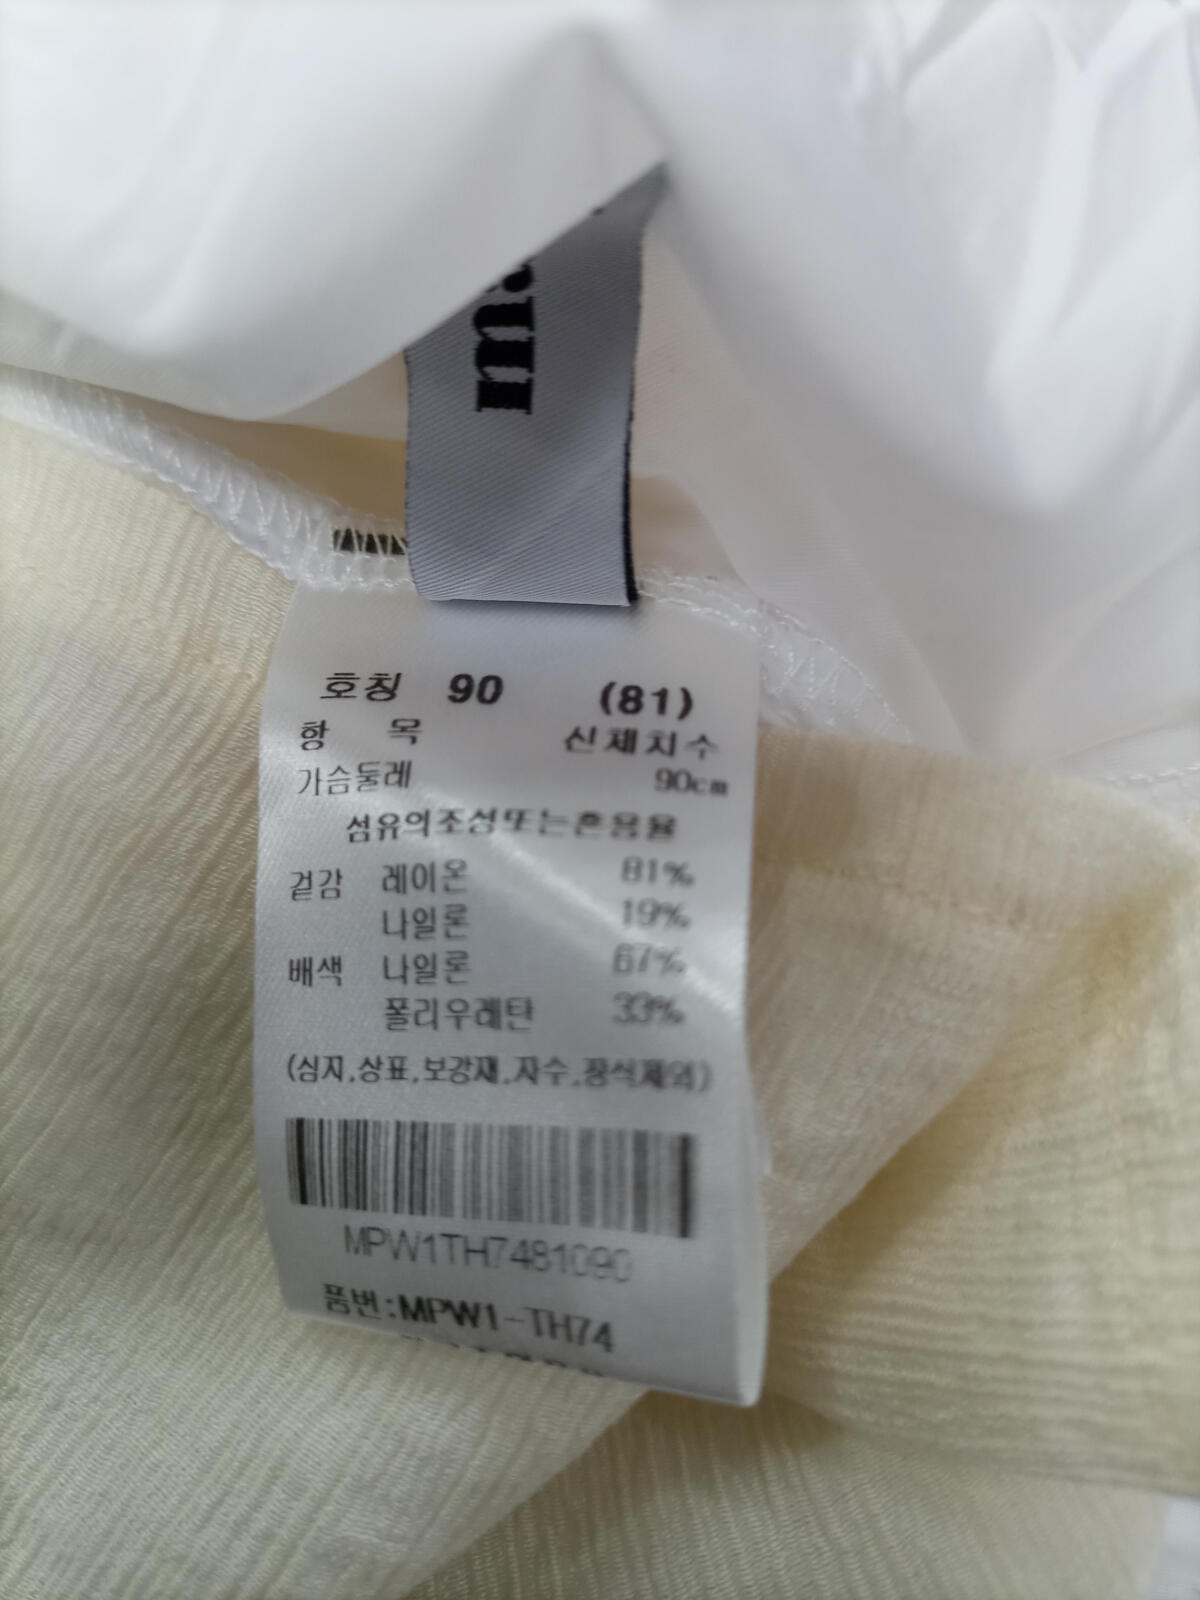 호칭 90 (81)
항 목 신체치수
가슴둘레 90cm
섬유의조성또는혼용율
겉감 레이온 81%
나일론 19%
배색 나일론 67%
폴리우레탄 33%
(심지,상표,보강재,자수,장식제외)
MPW1TH7481090
품번:MPW1-TH74